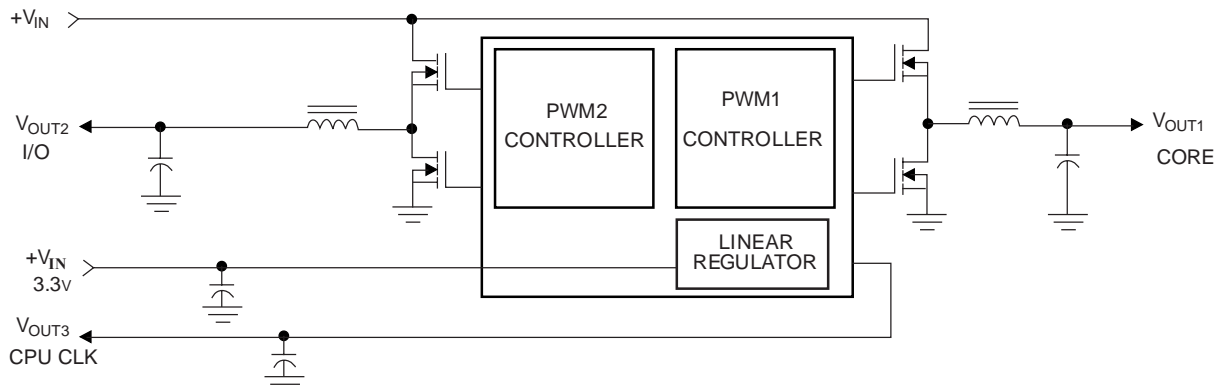 +VIN
PWM2
CONTROLLER
PWM1
CONTROLLER
VOUT2
I/O
VOUT1
CORE
LINEAR
REGULATOR
+VIN
3.3V
VOUT3
CPU CLK